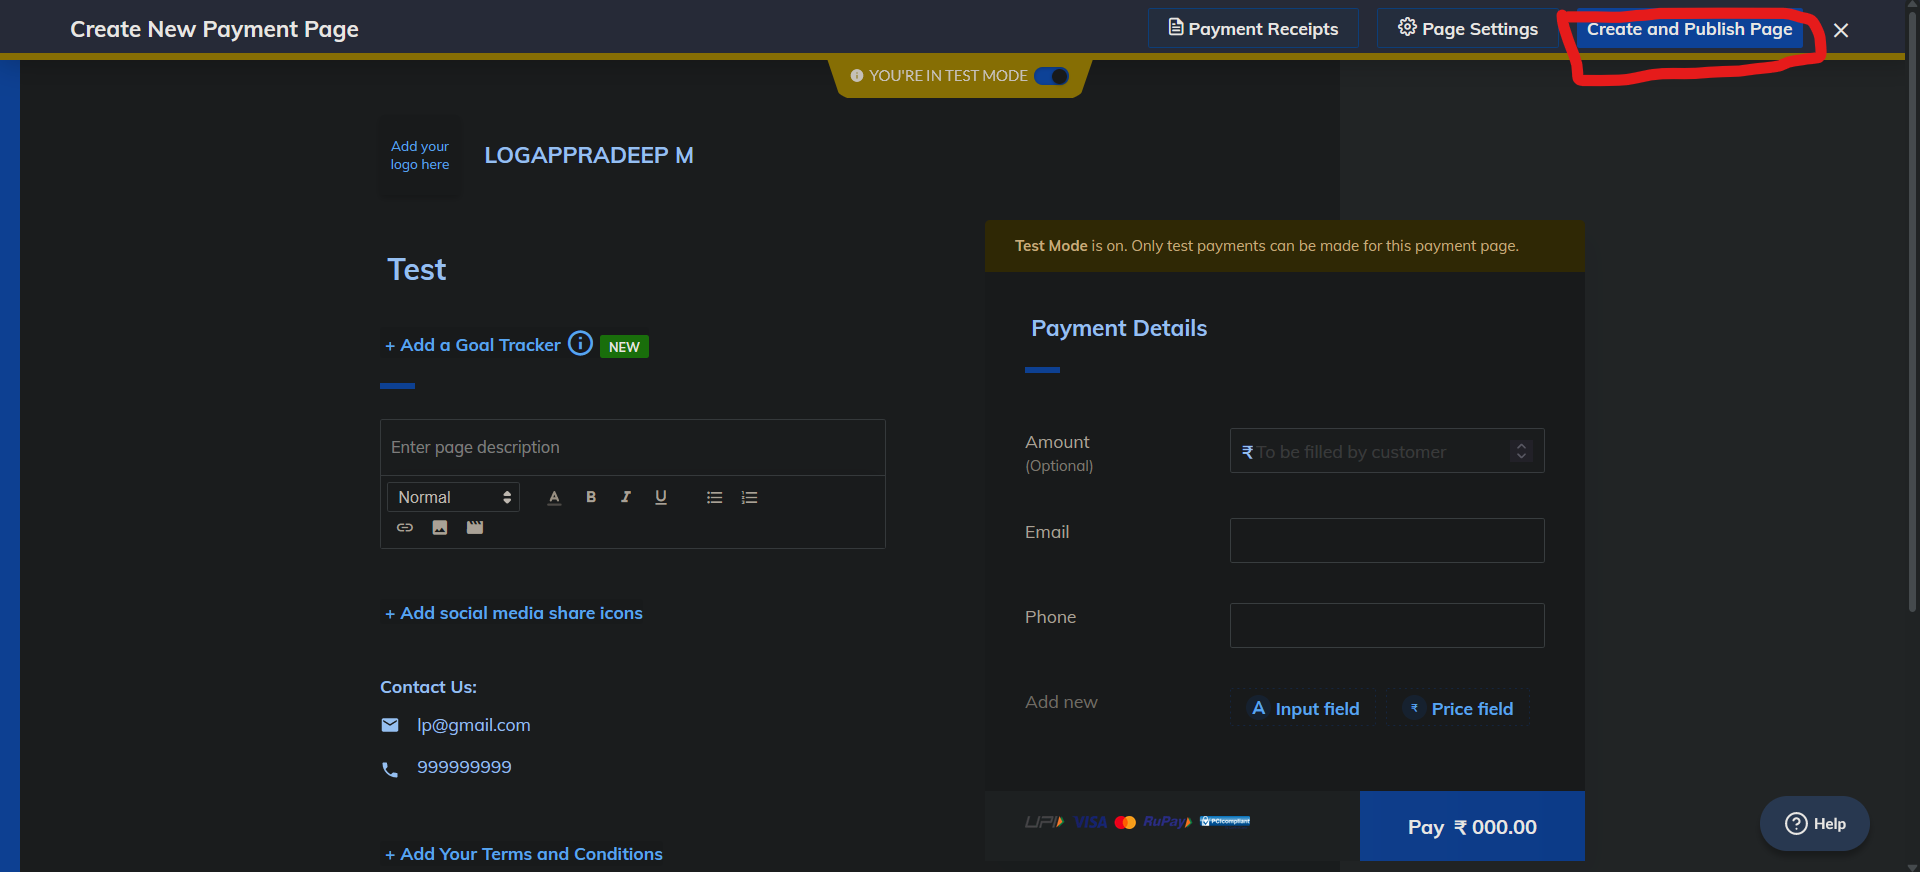 Create New Payment Page
Payment Receipts
Page Settings
Create and Publish Page
YOU'RE IN TEST MODE
Add your
logo here
LOGAPPRADEEP M
Test
+ Add a Goal Tracker
NEW
Enter page description
Normal
A B I U
+ Add social media share icons
Contact Us:
lp@gmail.com
999999999
+ Add Your Terms and Conditions
Test Mode is on. Only test payments can be made for this payment page.
Payment Details
Amount
(Optional)
₹ To be filled by customer
Email
Phone
Add new
A Input field
₹ Price field
UPI VISA RuPay PCI compliant
Pay ₹ 000.00
Help